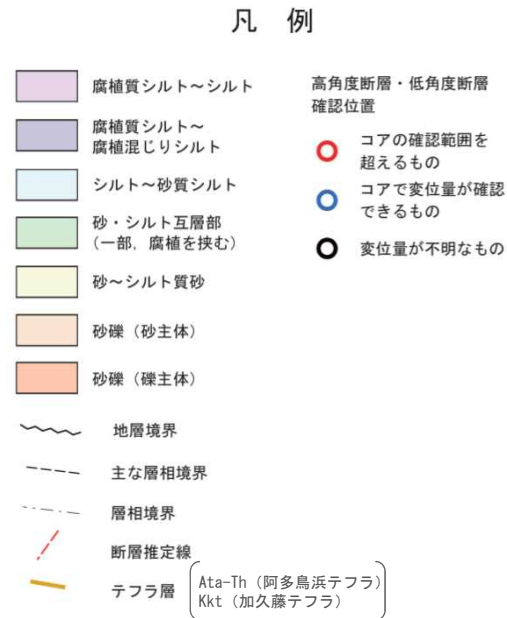 凡 例
腐植質シルト～シルト
腐植質シルト～
腐植混じりシルト
シルト～砂質シルト
砂・シルト互層部
（一部，腐植を挟む）
砂～シルト質砂
砂礫（砂主体）
砂礫（礫主体）
地層境界
主な層相境界
層相境界
断層推定線
テフラ層
Ata-Th（阿多鳥浜テフラ）
Kkt（加久藤テフラ）
高角度断層・低角度断層
確認位置
コアの確認範囲を
超えるもの
コアで変位量が確認
できるもの
変位量が不明なもの